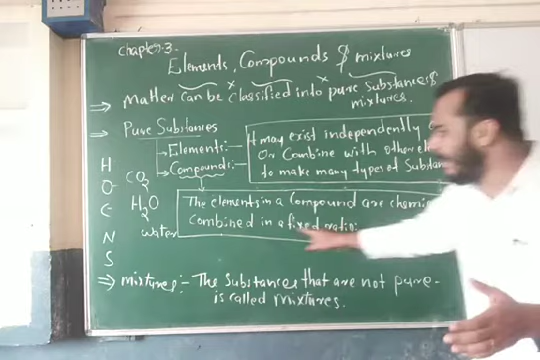 Chapter-3.
Elements, Compounds & mixtures
⇒ Matter can be classified into pure Substances &
mixtures.
⇒ Pure Substances
→ Elements:-
It may exist independently
Or Combine with other
to make many types of
→ Compounds:-
The elements in a Compound are
Combined in a fixed ratio.
H
O
C
N
S
CO2
H2O
water
⇒ mixtures:- The Substances that are not pure
is called mixtures.